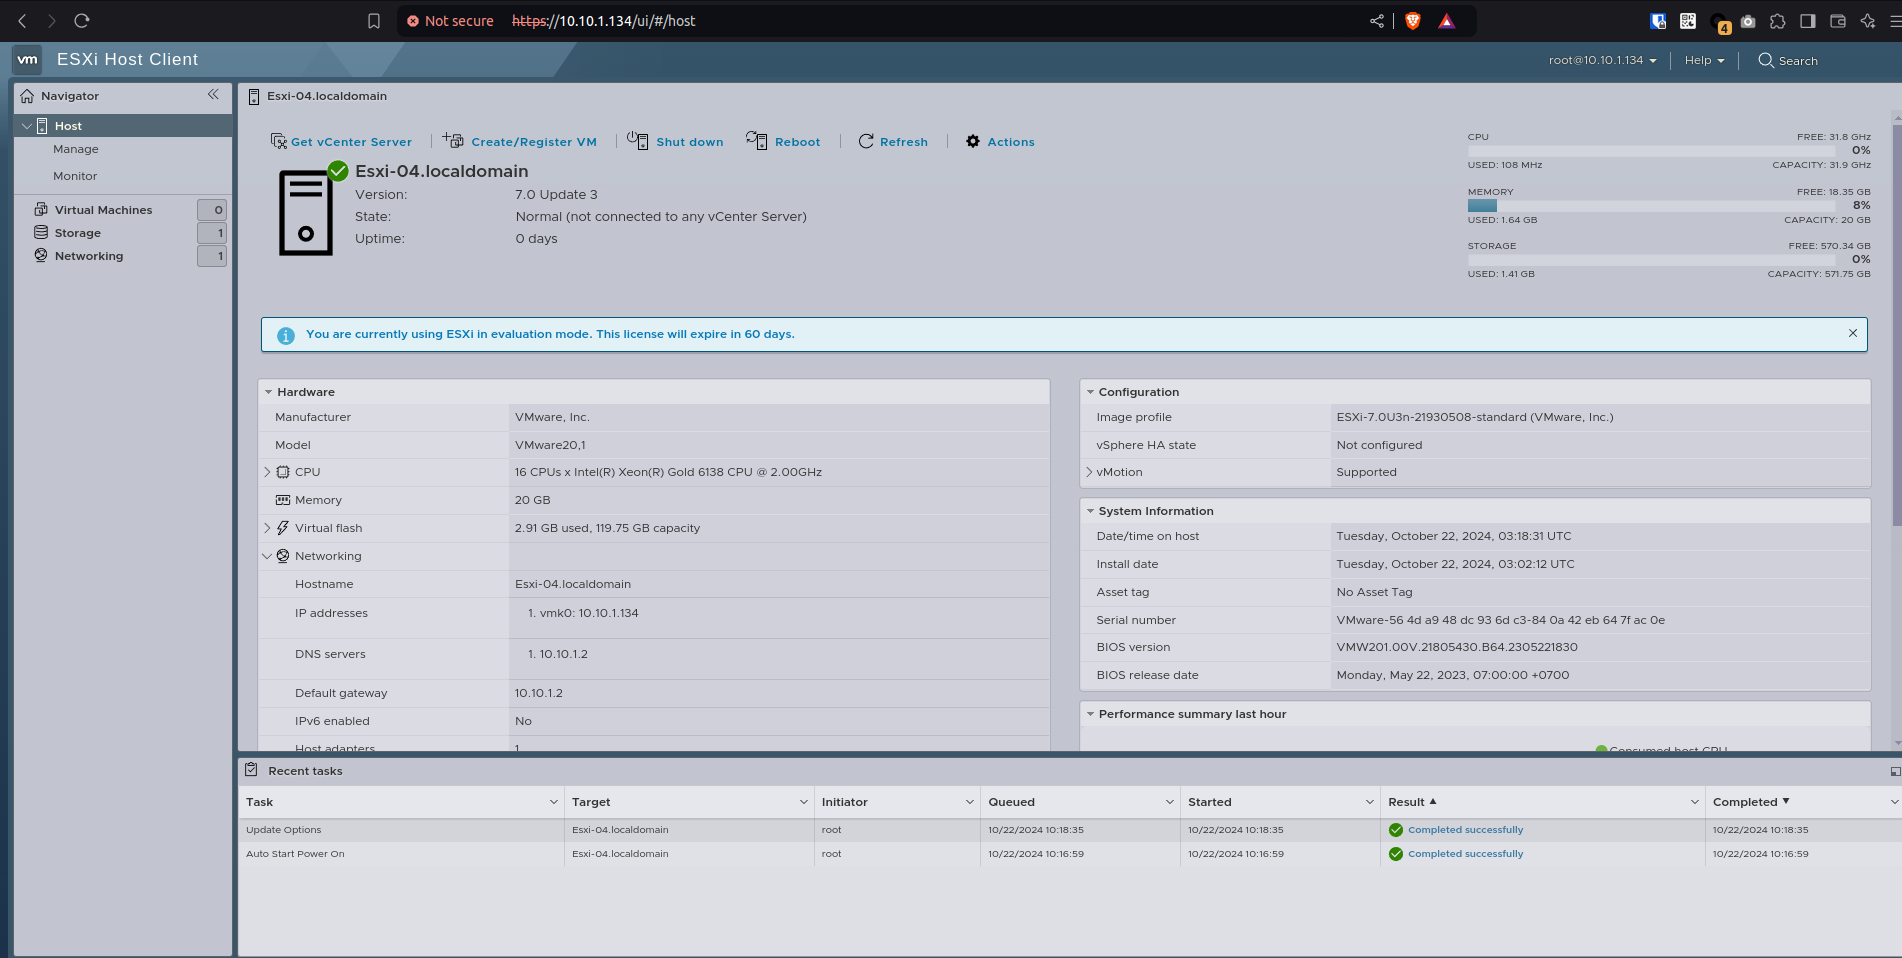 Not secure https://10.10.1.134/ui/#/host
4
vm ESXi Host Client
root@10.10.1.134 Help Search
Navigator
Host
Manage
Monitor
Virtual Machines 0
Storage 1
Networking 1
Esxi-04.localdomain
Get vCenter Server Create/Register VM Shut down Reboot Refresh Actions
Esxi-04.localdomain
Version: 7.0 Update 3
State: Normal (not connected to any vCenter Server)
Uptime: 0 days
CPU FREE: 31.8 GHz
0%
USED: 108 MHz CAPACITY: 31.9 GHz
MEMORY FREE: 18.35 GB
8%
USED: 1.64 GB CAPACITY: 20 GB
STORAGE FREE: 570.34 GB
0%
USED: 1.41 GB CAPACITY: 571.75 GB
You are currently using ESXi in evaluation mode. This license will expire in 60 days.
Hardware
Manufacturer VMware, Inc.
Model VMware20,1
CPU 16 CPUs x Intel(R) Xeon(R) Gold 6138 CPU @ 2.00GHz
Memory 20 GB
Virtual flash 2.91 GB used, 119.75 GB capacity
Networking
Hostname Esxi-04.localdomain
IP addresses 1. vmk0: 10.10.1.134
DNS servers 1. 10.10.1.2
Default gateway 10.10.1.2
IPv6 enabled No
Host adapters 1
Configuration
Image profile ESXi-7.0U3n-21930508-standard (VMware, Inc.)
vSphere HA state Not configured
vMotion Supported
System Information
Date/time on host Tuesday, October 22, 2024, 03:18:31 UTC
Install date Tuesday, October 22, 2024, 03:02:12 UTC
Asset tag No Asset Tag
Serial number VMware-56 4d a9 48 dc 93 6d c3-84 0a 42 eb 64 7f ac 0e
BIOS version VMW201.00V.21805430.B64.2305221830
BIOS release date Monday, May 22, 2023, 07:00:00 +0700
Performance summary last hour
Consumed host CPU
Recent tasks
Task Target Initiator Queued Started Result Completed
Update Options Esxi-04.localdomain root 10/22/2024 10:18:35 10/22/2024 10:18:35 Completed successfully 10/22/2024 10:18:35
Auto Start Power On Esxi-04.localdomain root 10/22/2024 10:16:59 10/22/2024 10:16:59 Completed successfully 10/22/2024 10:16:59